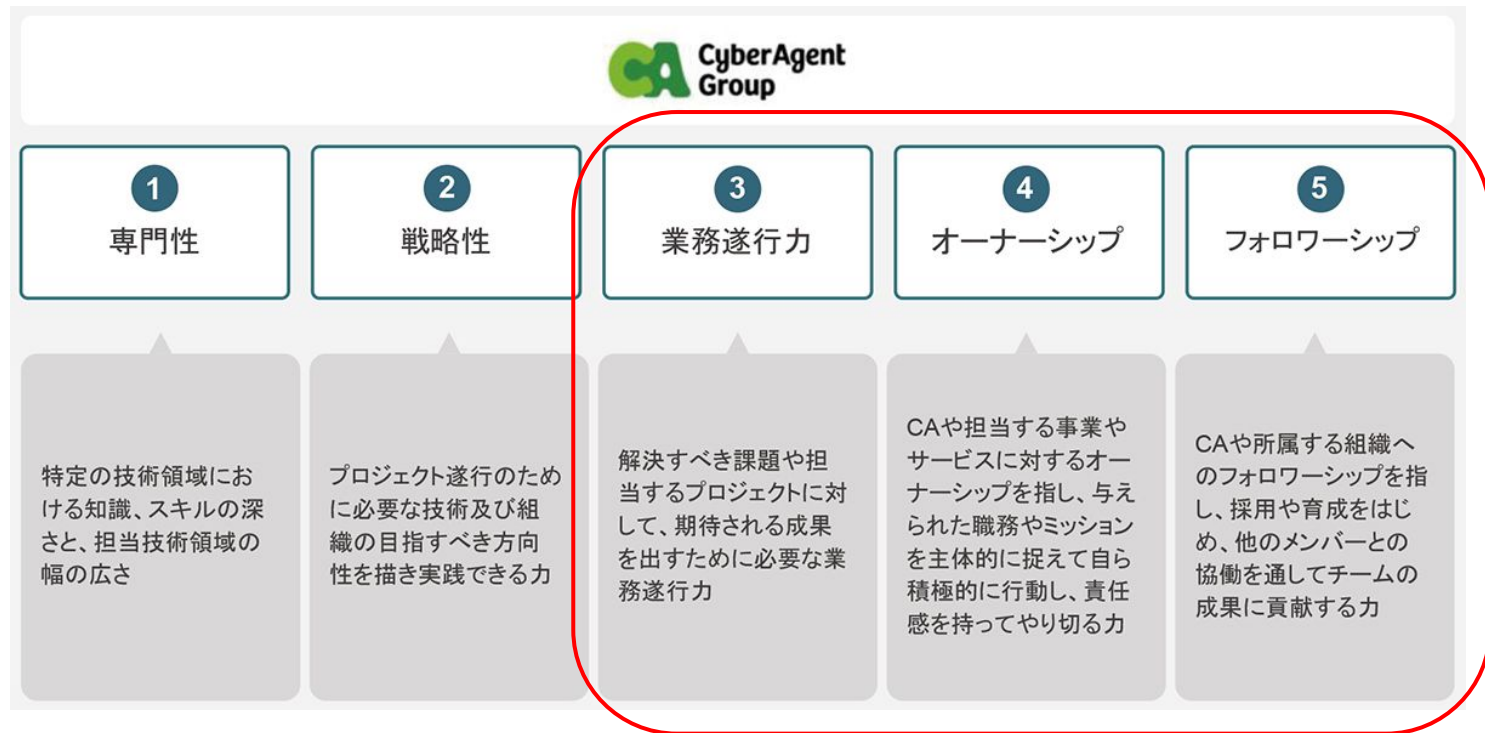 CA CyberAgent
Group
1
専門性
2
戦略性
3
業務遂行力
4
オーナーシップ
5
フォロワーシップ
特定の技術領域にお
ける知識、スキルの深
さと、担当技術領域の
幅の広さ
プロジェクト遂行のため
に必要な技術及び組
織の目指すべき方向
性を描き実践できる力
解決すべき課題や担
当するプロジェクトに対
して、期待される成果
を出すために必要な業
務遂行力
CAや担当する事業や
サービスに対するオー
ナーシップを指し、与え
られた職務やミッション
を主体的に捉えて自ら
積極的に行動し、責任
感を持ってやり切る力
CAや所属する組織へ
のフォロワーシップを指
し、採用や育成をはじ
め、他のメンバーとの
協働を通してチームの
成果に貢献する力